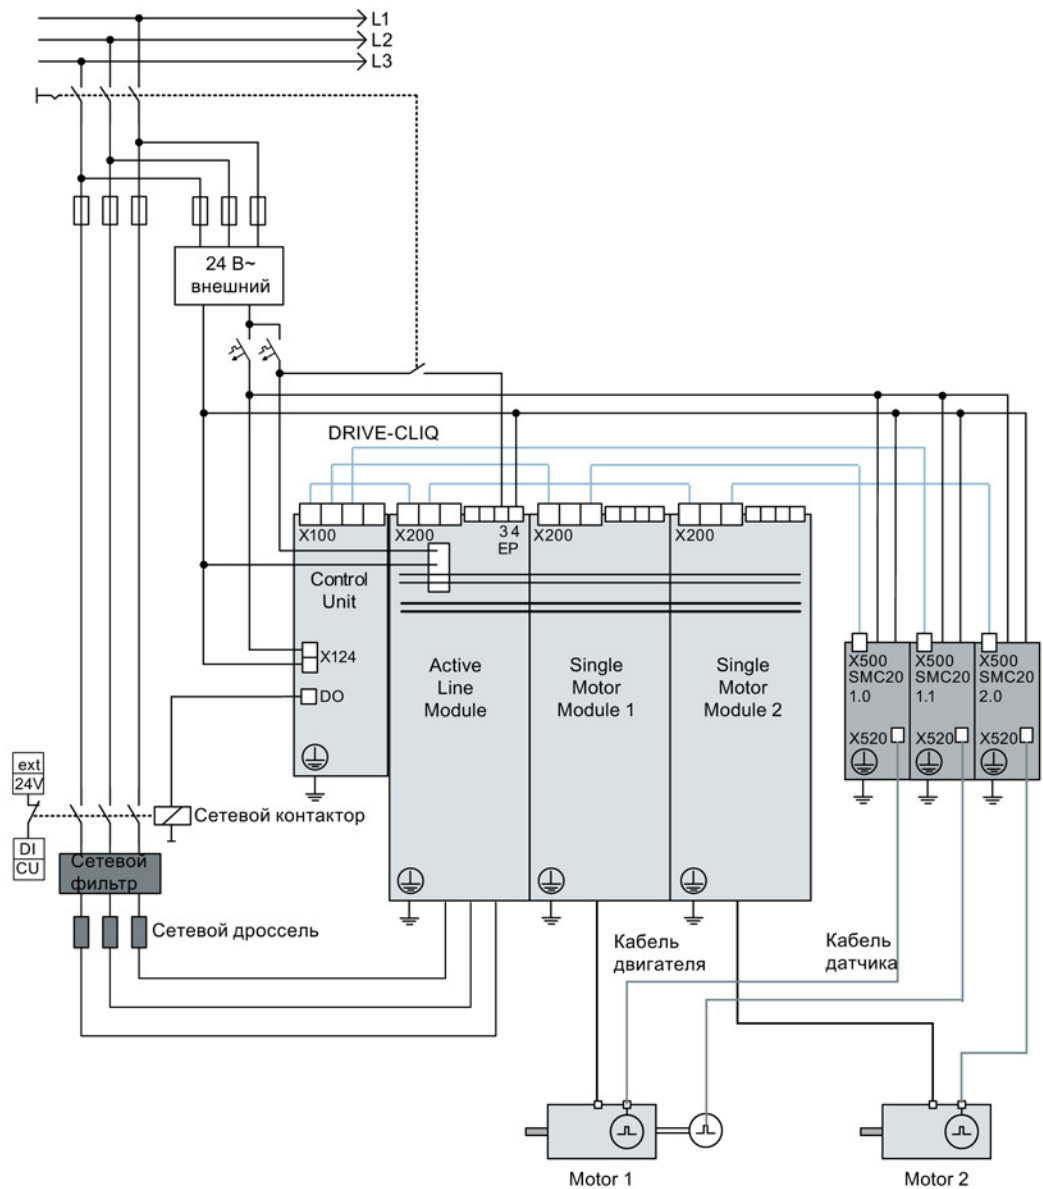 L1
L2
L3
24 В~
внешний
DRIVE-CLIQ
X100
X200
3 4
EP
X200
X200
Control
Unit
X124
DO
Active
Line
Module
Single
Motor
Module 1
Single
Motor
Module 2
X500
SMC20
1.0
X500
SMC20
1.1
X500
SMC20
2.0
X520
X520
X520
ext
24V
DI
CU
Сетевой контактор
Сетевой
фильтр
Сетевой дроссель
Кабель
двигателя
Кабель
датчика
Motor 1
Motor 2